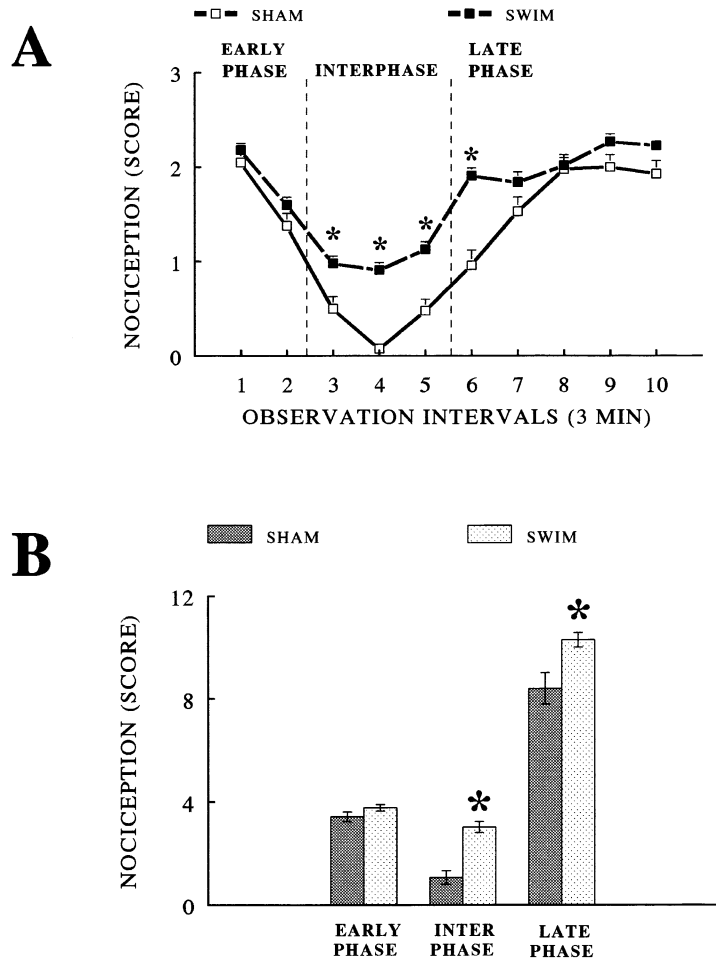 A
SHAM SWIM
EARLY PHASE INTERPHASE LATE PHASE
NOCICEPTION (SCORE)
3
2
1
0
* * * *
1 2 3 4 5 6 7 8 9 10
OBSERVATION INTERVALS (3 MIN)
B
SHAM SWIM
NOCICEPTION (SCORE)
12
8
4
0
* *
EARLY PHASE INTER PHASE LATE PHASE